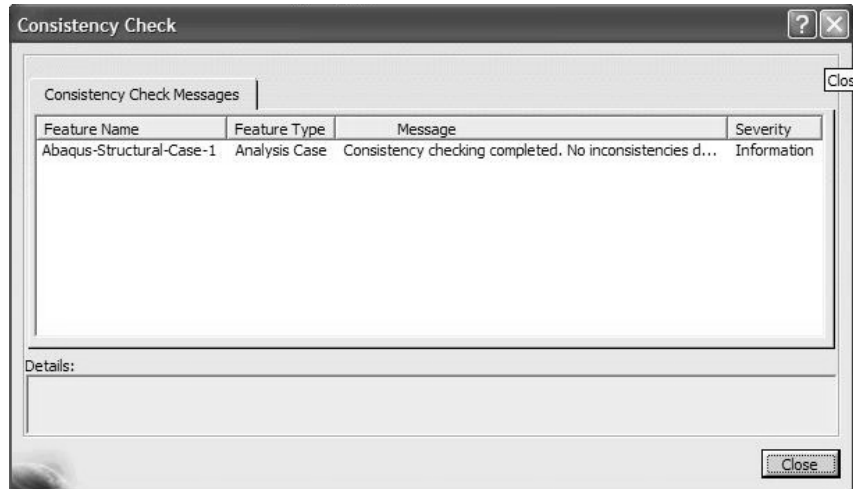 Consistency Check
?
Clos
Consistency Check Messages
Feature Name Feature Type Message Severity
Abaqus-Structural-Case-1 Analysis Case Consistency checking completed. No inconsistencies d... Information
Details:
Close